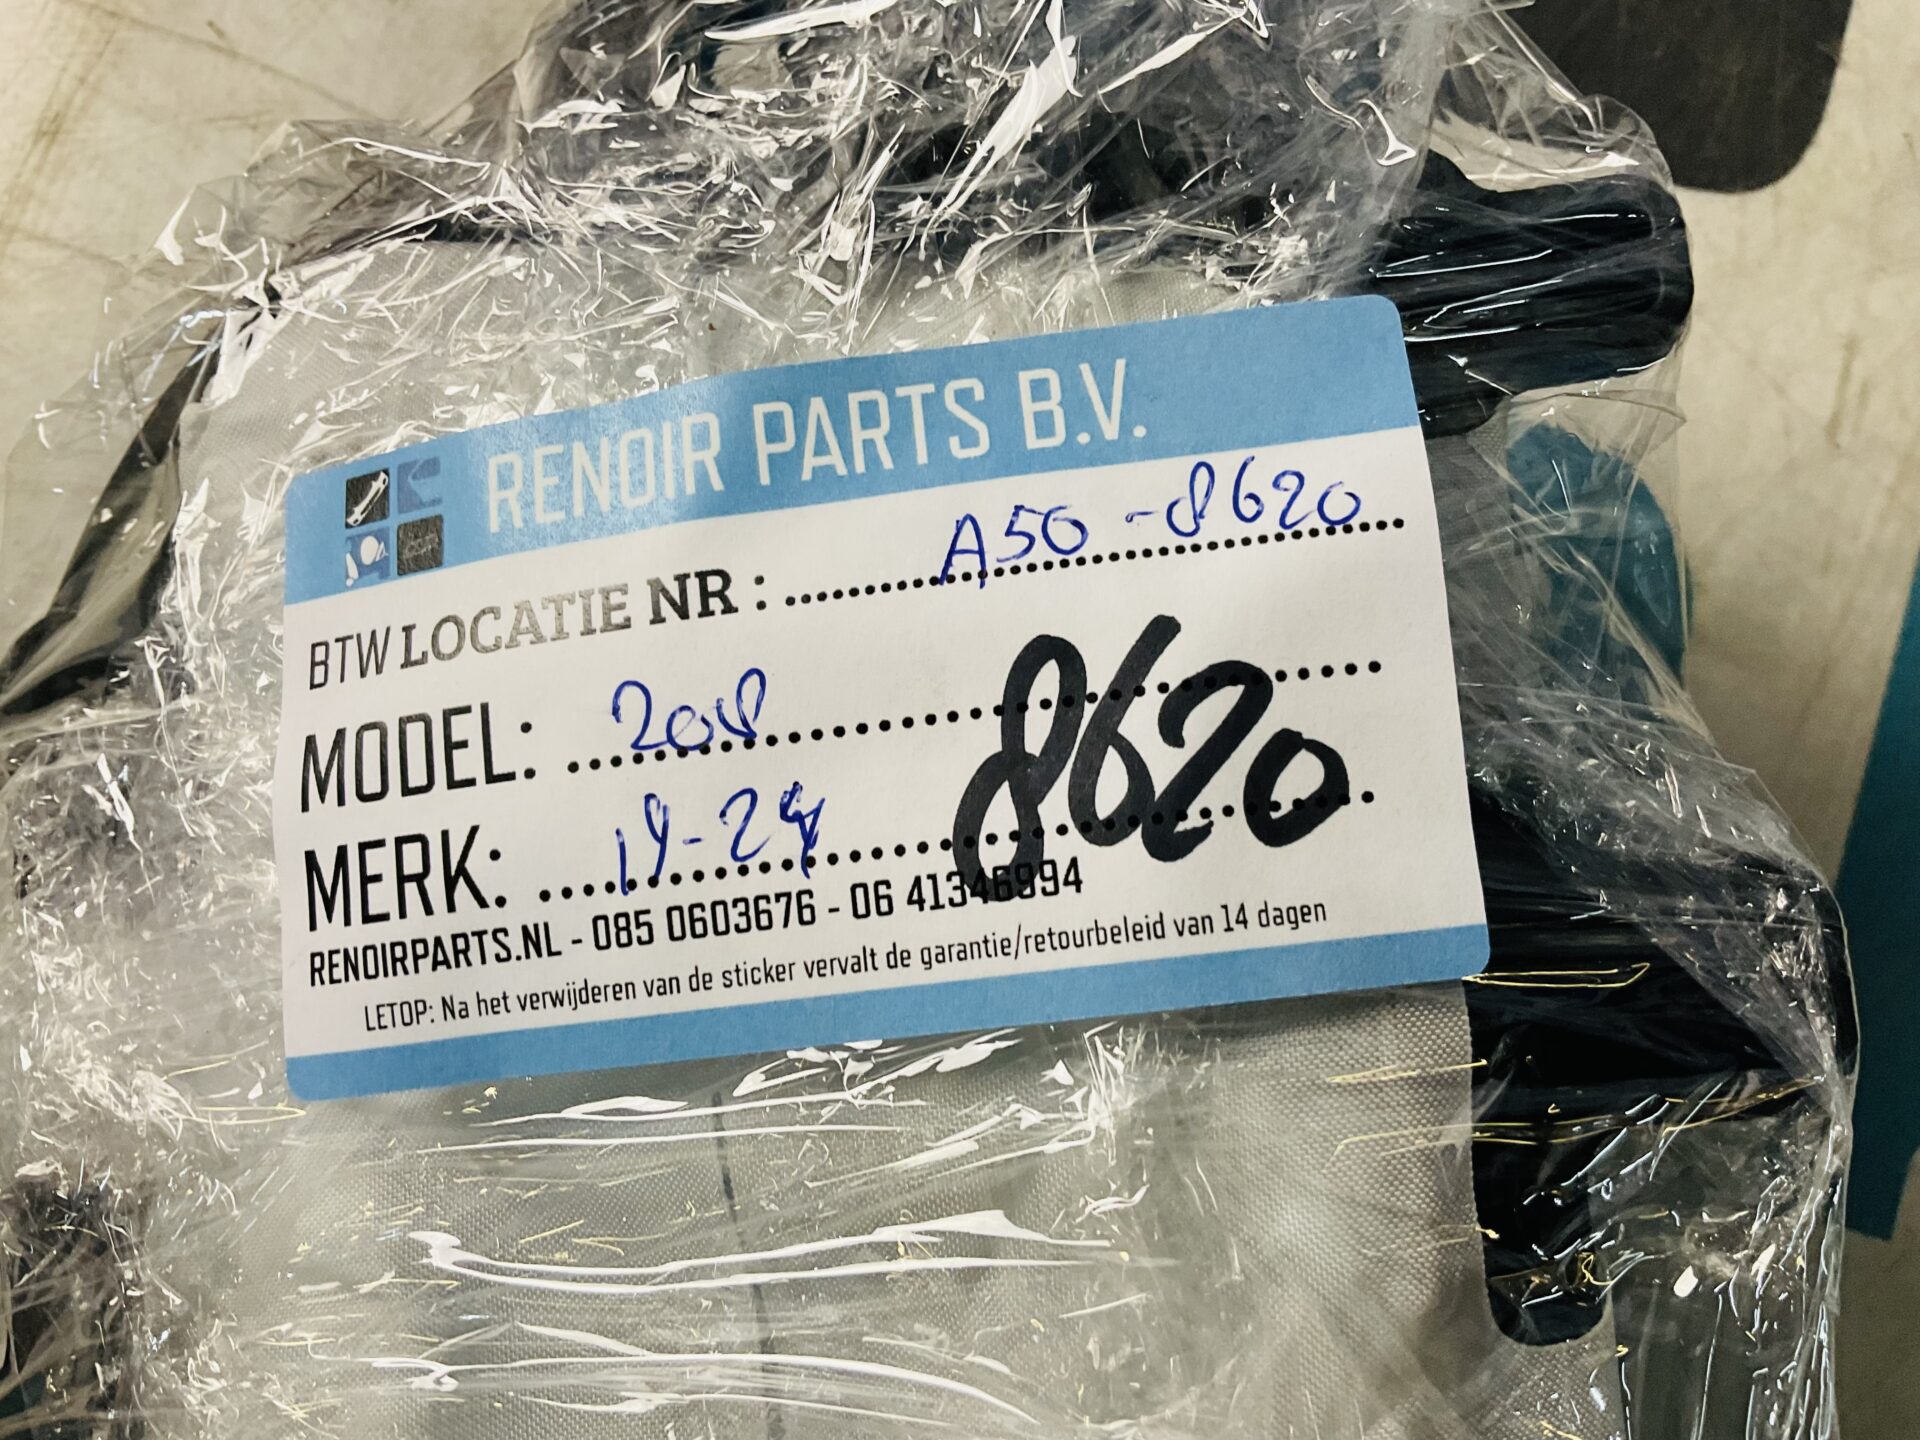 RENOIR PARTS B.V.
BTW LOCATIE NR : A50 - 8620
MODEL: 208
8620
MERK: 19-24
RENOIRPARTS.NL - 085 0603676 - 06 41346994
LETOP: Na het verwijderen van de sticker vervalt de garantie/retourbeleid van 14 dagen